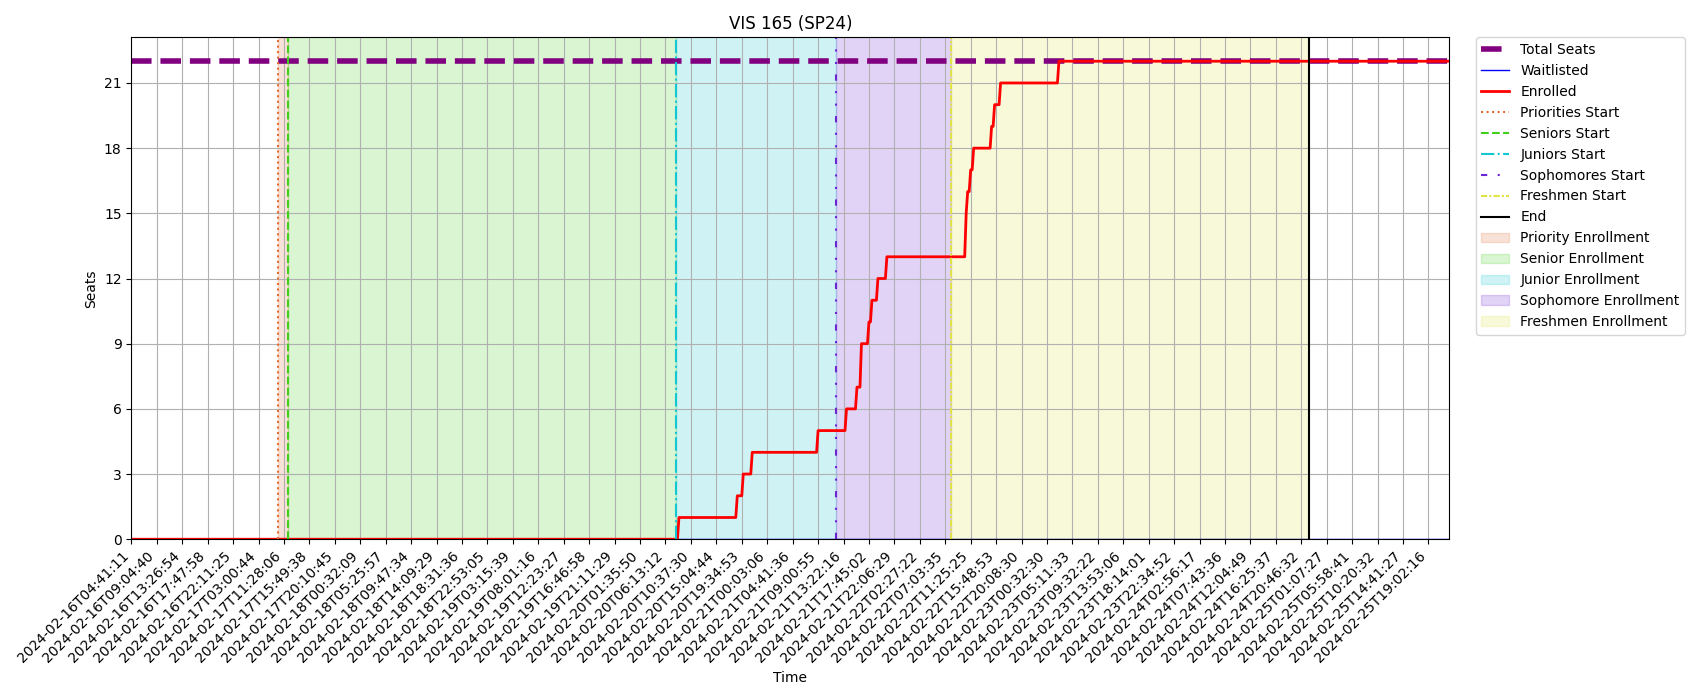 VIS 165 (SP24)
Seats
21
18
15
12
9
6
3
0
2024-02-16T04:41:11
2024-02-16T09:04:40
2024-02-16T13:26:54
2024-02-16T17:47:58
2024-02-16T22:11:25
2024-02-17T03:00:44
2024-02-17T11:28:06
2024-02-17T15:49:38
2024-02-17T20:10:45
2024-02-18T00:32:09
2024-02-18T05:25:57
2024-02-18T09:47:34
2024-02-18T14:09:29
2024-02-18T18:31:36
2024-02-18T22:53:05
2024-02-19T03:15:39
2024-02-19T08:01:16
2024-02-19T12:23:27
2024-02-19T16:46:58
2024-02-19T21:11:29
2024-02-20T01:35:50
2024-02-20T06:13:12
2024-02-20T10:37:30
2024-02-20T15:04:44
2024-02-20T19:34:53
2024-02-21T00:03:06
2024-02-21T04:41:36
2024-02-21T09:00:55
2024-02-21T13:22:16
2024-02-21T17:45:02
2024-02-21T22:06:29
2024-02-22T02:27:22
2024-02-22T07:03:35
2024-02-22T11:25:25
2024-02-22T15:48:53
2024-02-22T20:08:30
2024-02-23T00:32:30
2024-02-23T05:11:33
2024-02-23T09:32:22
2024-02-23T13:53:06
2024-02-23T18:14:01
2024-02-23T22:34:52
2024-02-24T02:56:17
2024-02-24T07:43:36
2024-02-24T12:04:49
2024-02-24T16:25:37
2024-02-24T20:46:32
2024-02-25T01:07:27
2024-02-25T05:58:41
2024-02-25T10:20:32
2024-02-25T14:41:27
2024-02-25T19:02:16
Time
Total Seats
Waitlisted
Enrolled
Priorities Start
Seniors Start
Juniors Start
Sophomores Start
Freshmen Start
End
Priority Enrollment
Senior Enrollment
Junior Enrollment
Sophomore Enrollment
Freshmen Enrollment